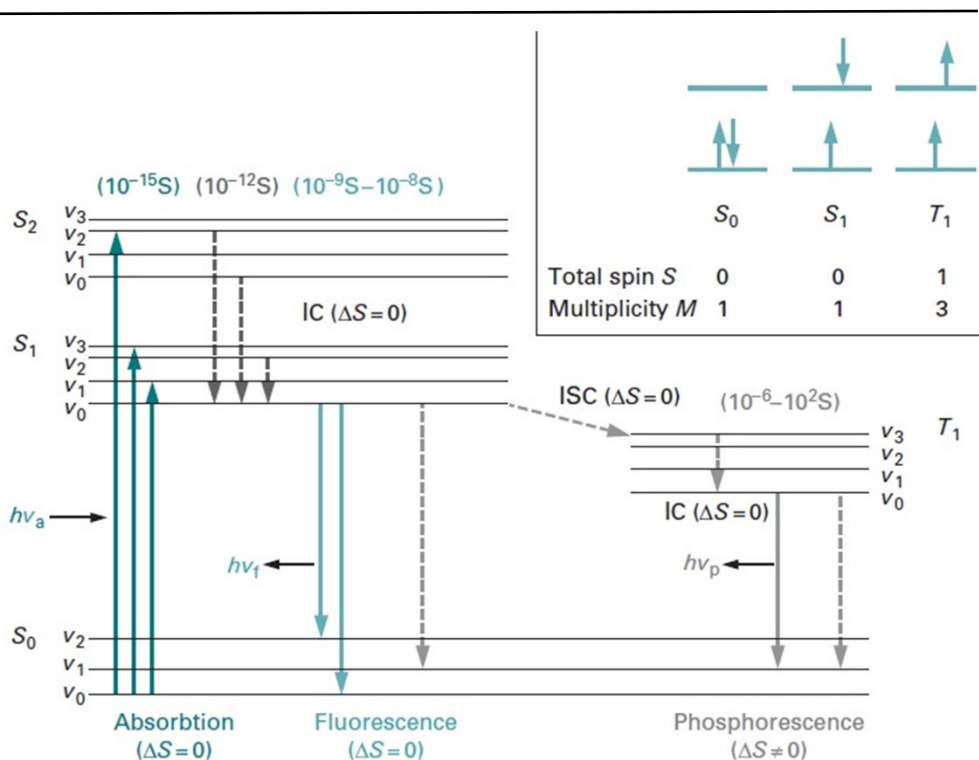 S₀ S₁ T₁
Total spin S 0 0 1
Multiplicity M 1 1 3
(10⁻¹⁵S) (10⁻¹²S) (10⁻⁹S–10⁻⁸S)
S₂ v₃
v₂
v₁
v₀
IC (ΔS = 0)
S₁ v₃
v₂
v₁
v₀
ISC (ΔS = 0) (10⁻⁶–10²S)
v₃ T₁
v₂
v₁
v₀
IC (ΔS = 0)
hνₐ
hν_f
hνₚ
S₀ v₂
v₁
v₀
Absorbtion Fluorescence Phosphorescence
(ΔS = 0) (ΔS = 0) (ΔS ≠ 0)